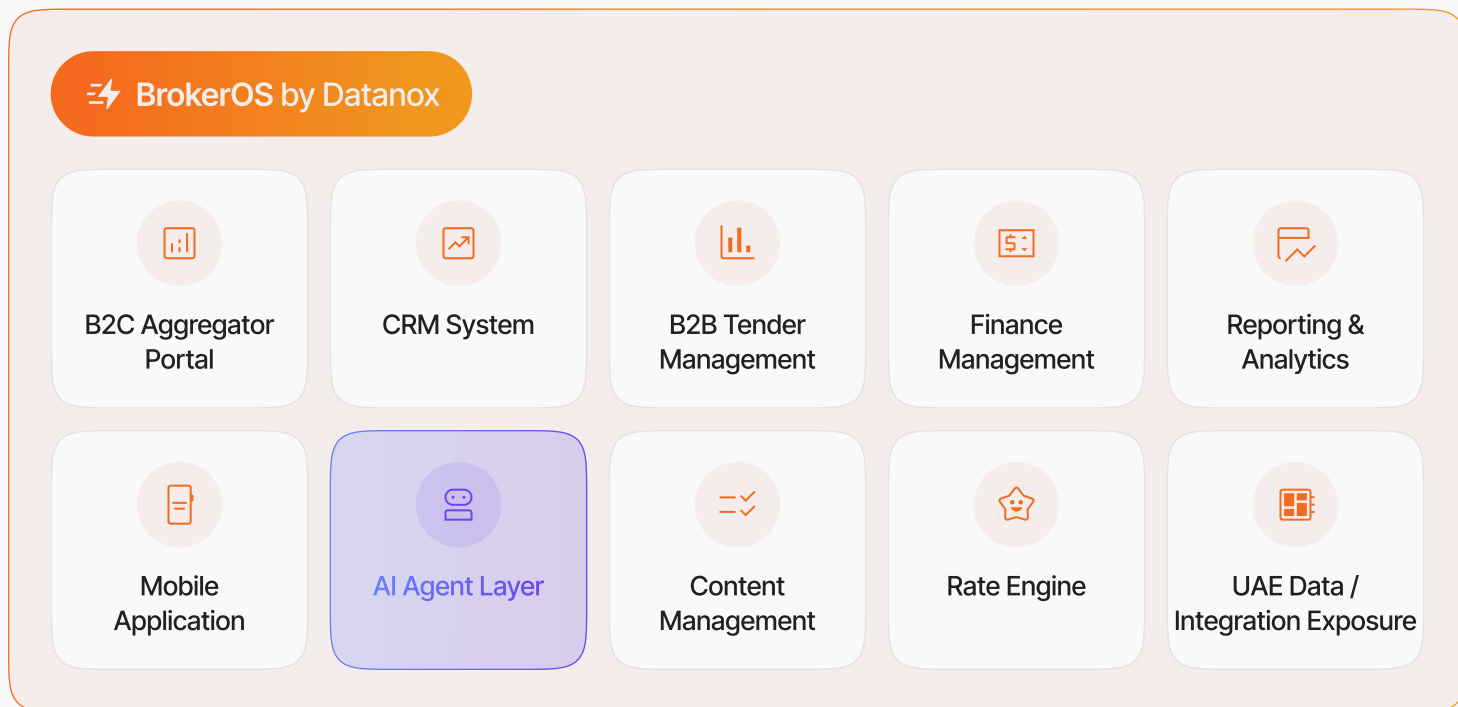 BrokerOS by Datanox
B2C Aggregator
Portal
CRM System
B2B Tender
Management
Finance
Management
Reporting &
Analytics
Mobile
Application
AI Agent Layer
Content
Management
Rate Engine
UAE Data /
Integration Exposure